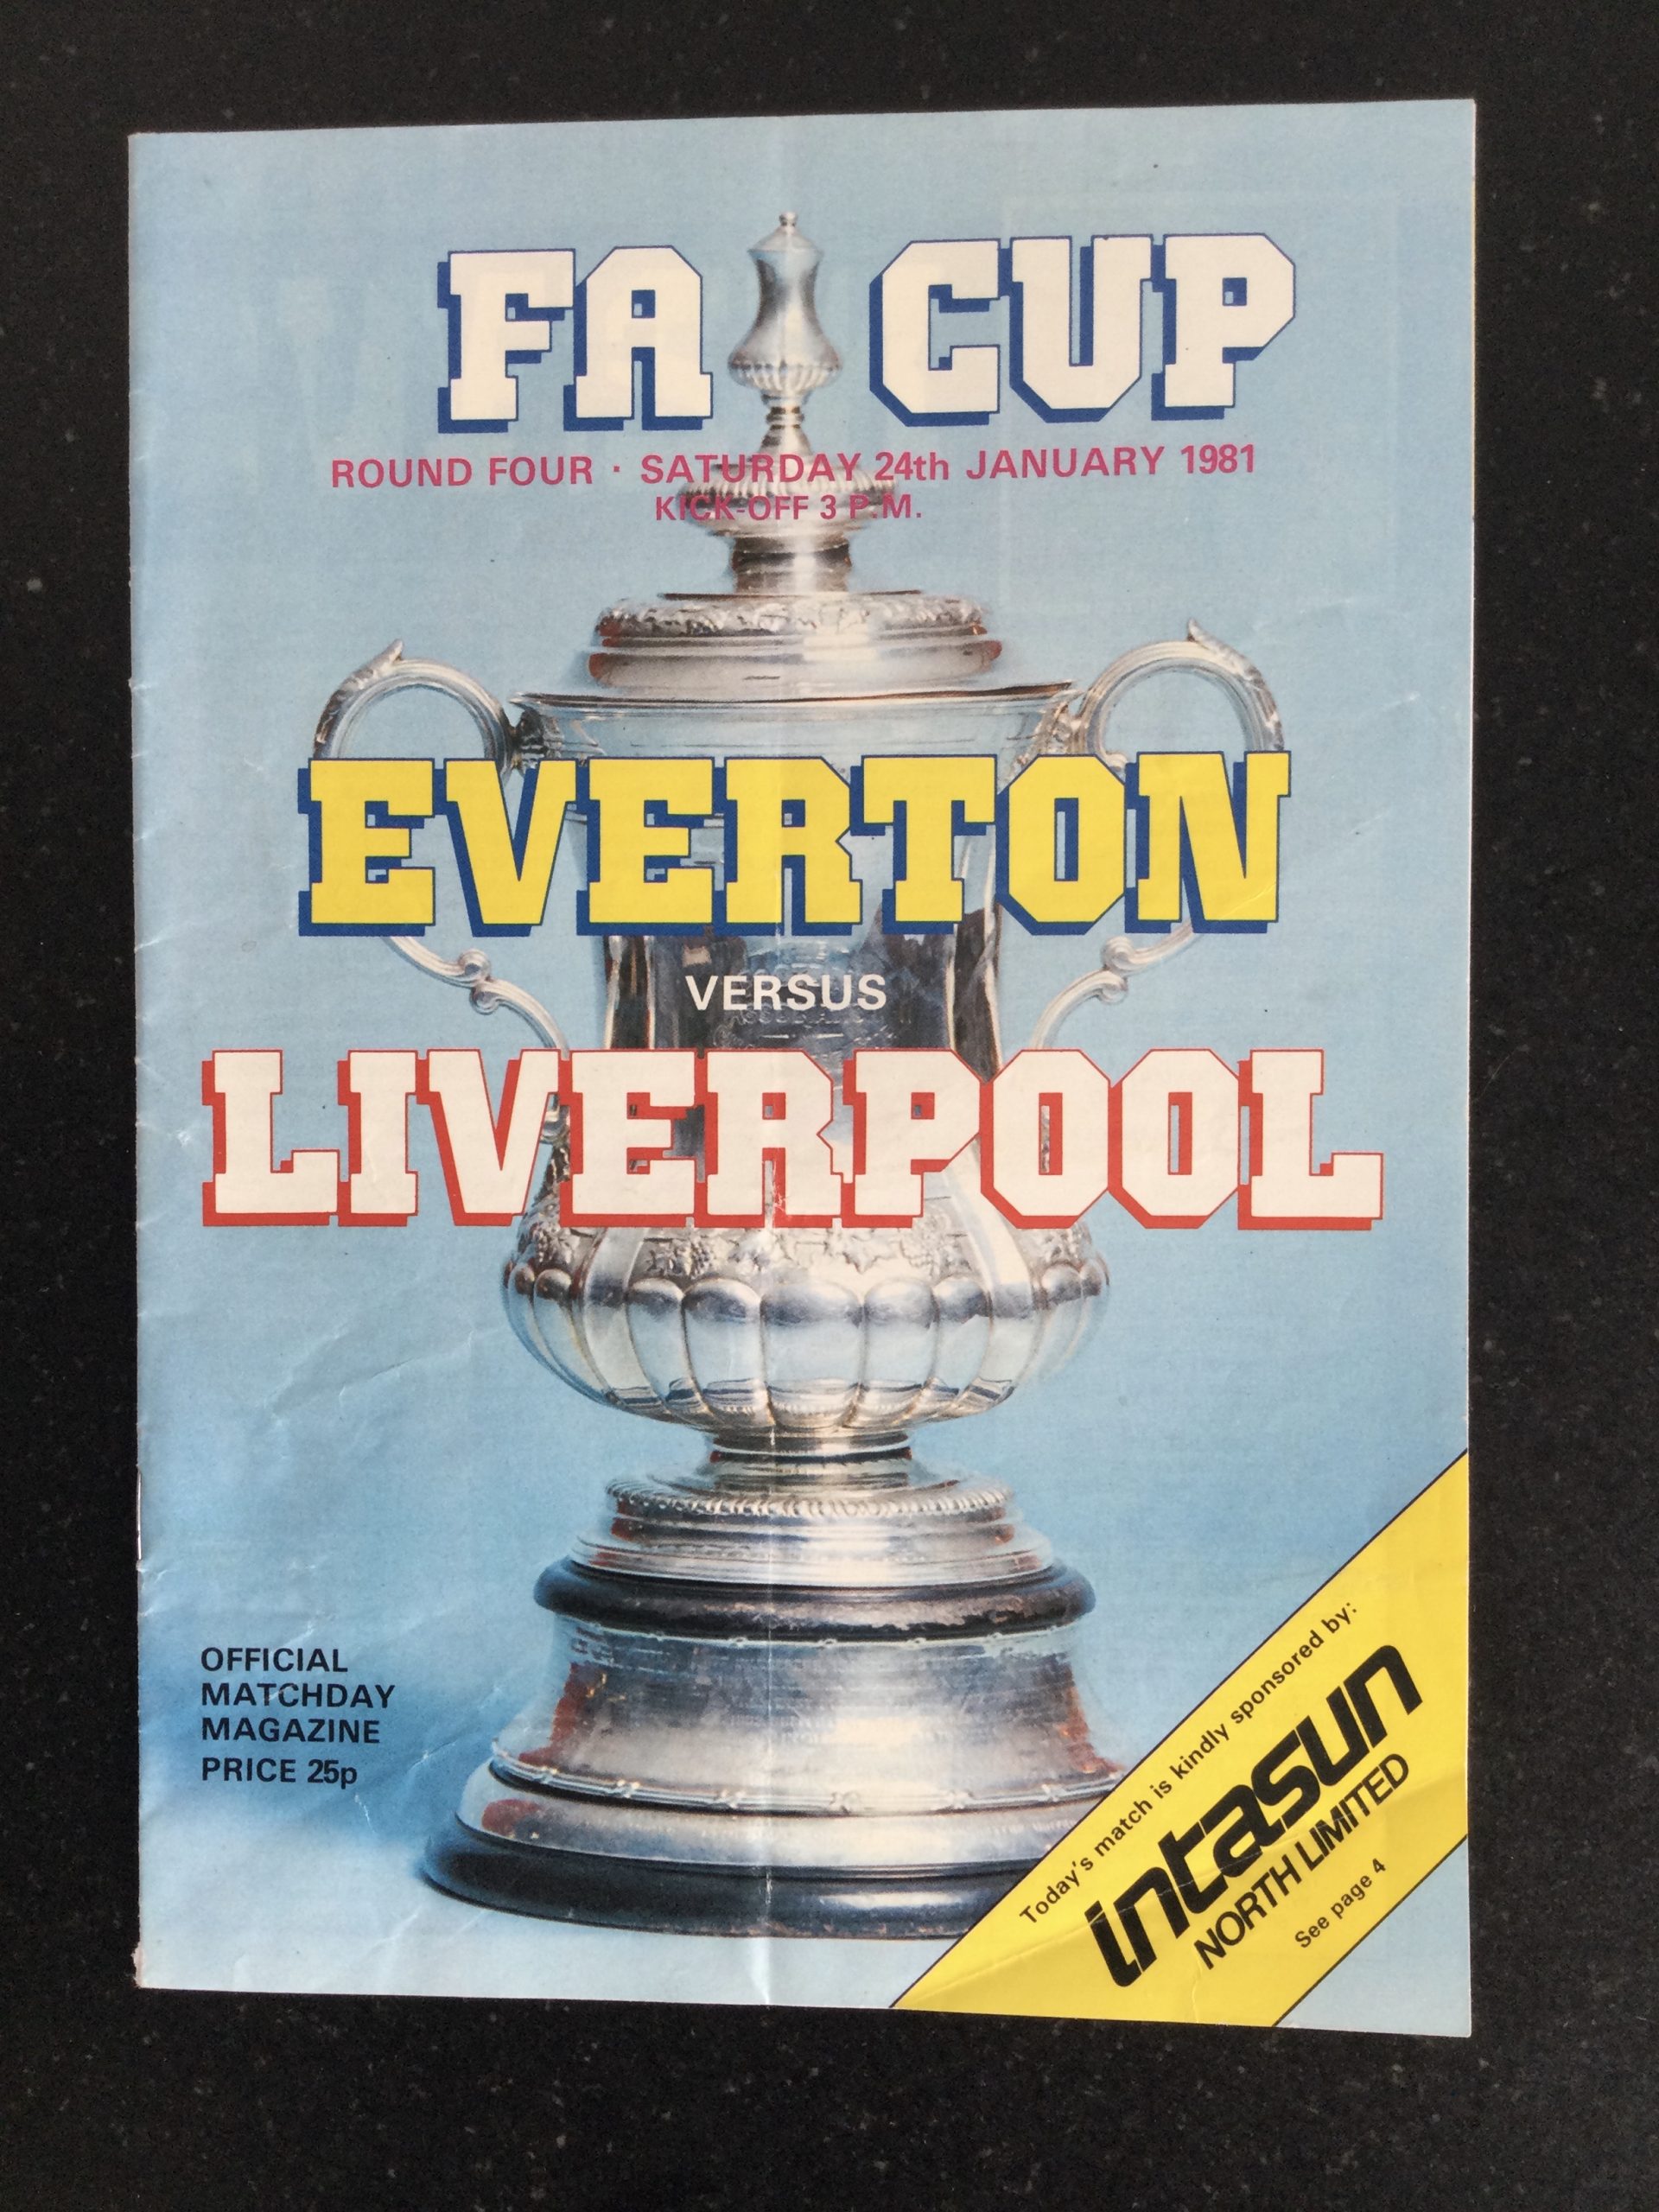 FA CUP
ROUND FOUR · SATURDAY 24th JANUARY 1981
KICK-OFF 3 P.M.
EVERTON
VERSUS
LIVERPOOL
OFFICIAL
MATCHDAY
MAGAZINE
PRICE 25p
Today's match is kindly sponsored by:
intasun
NORTH LIMITED
See page 4